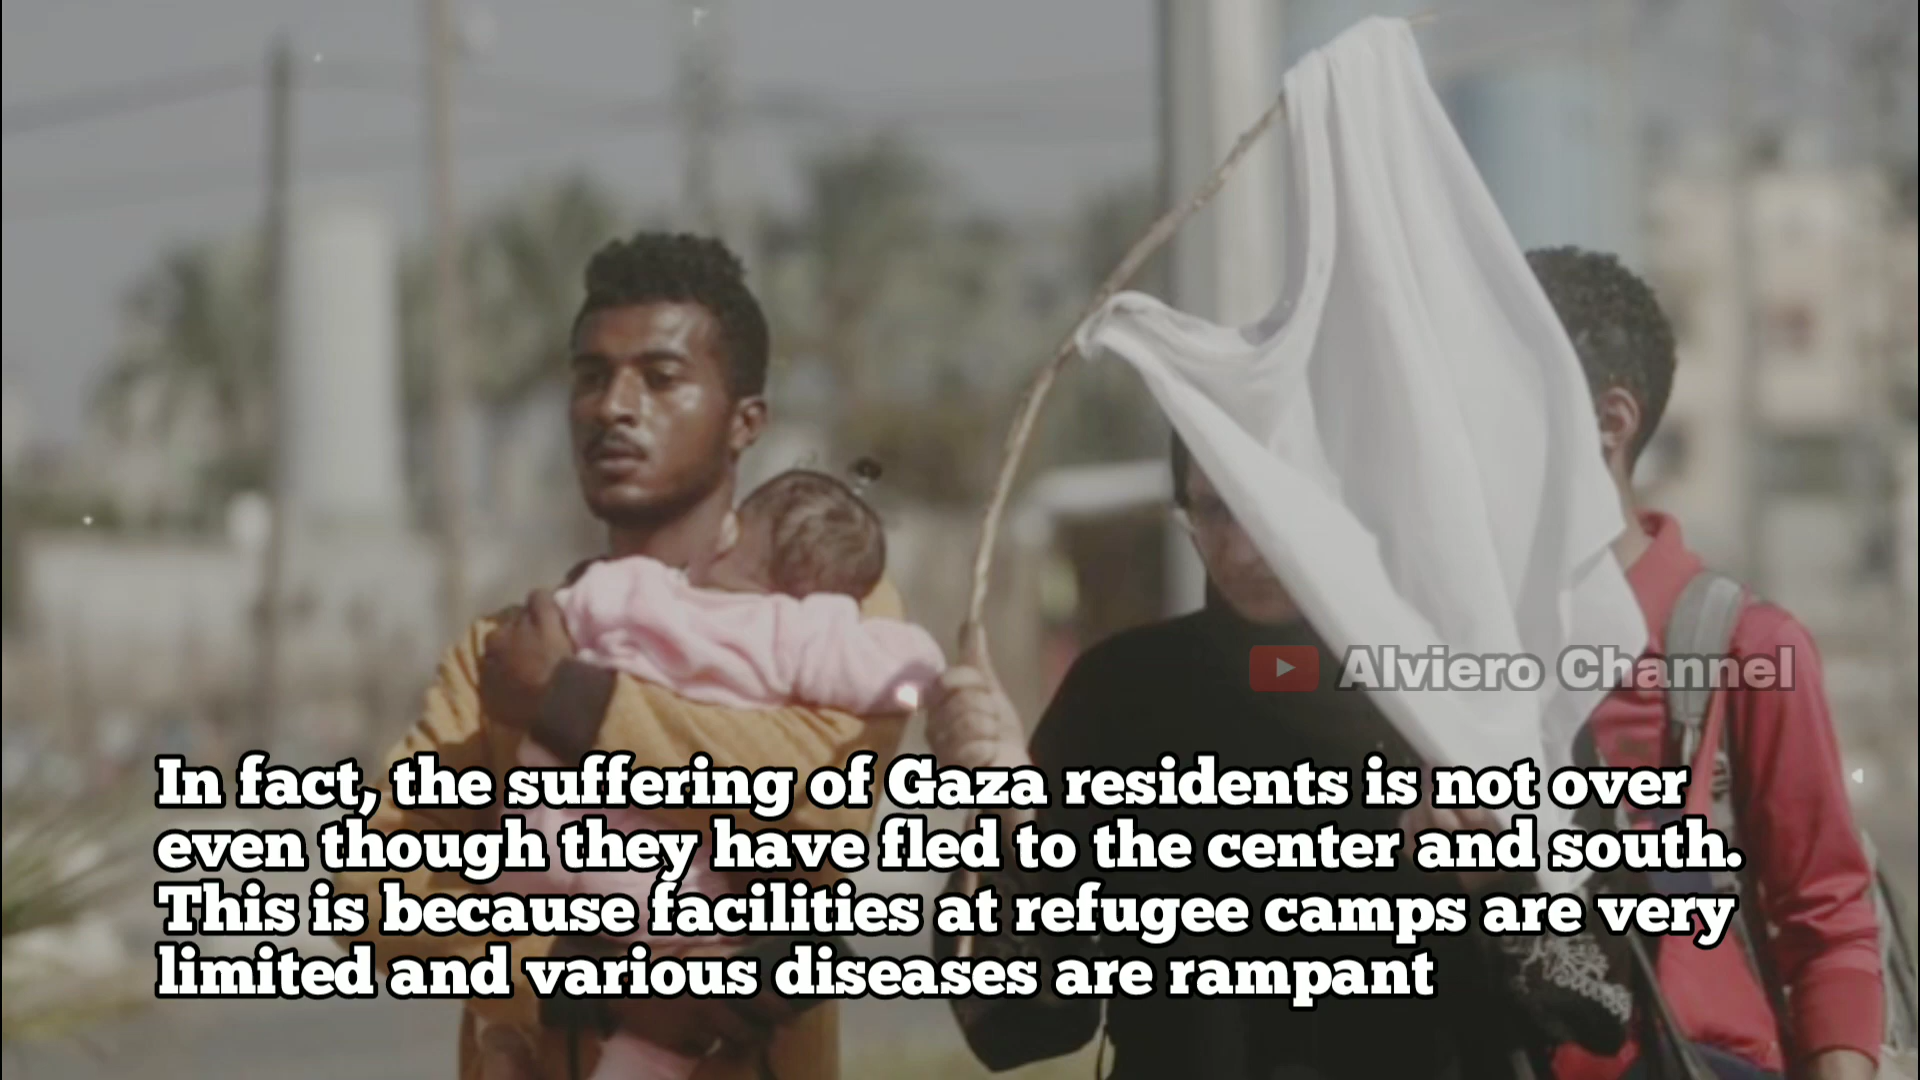 Alviero Channel
In fact, the suffering of Gaza residents is not over
even though they have fled to the center and south.
This is because facilities at refugee camps are very
limited and various diseases are rampant